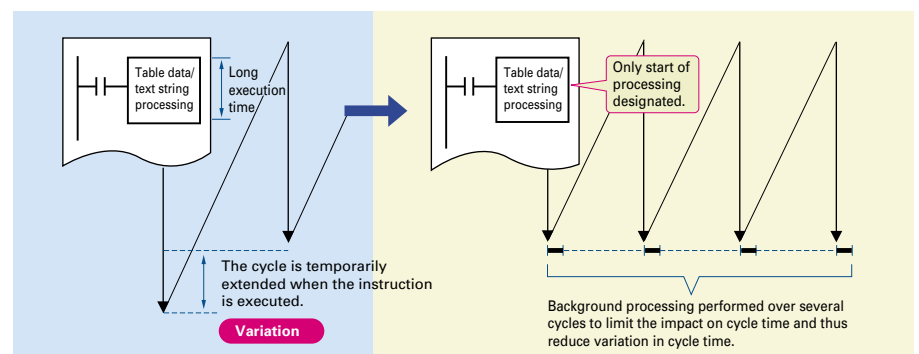 Table data/
text string
processing
Long
execution
time
The cycle is temporarily
extended when the instruction
is executed.
Variation
Table data/
text string
processing
Only start of
processing
designated.
Background processing performed over several
cycles to limit the impact on cycle time and thus
reduce variation in cycle time.